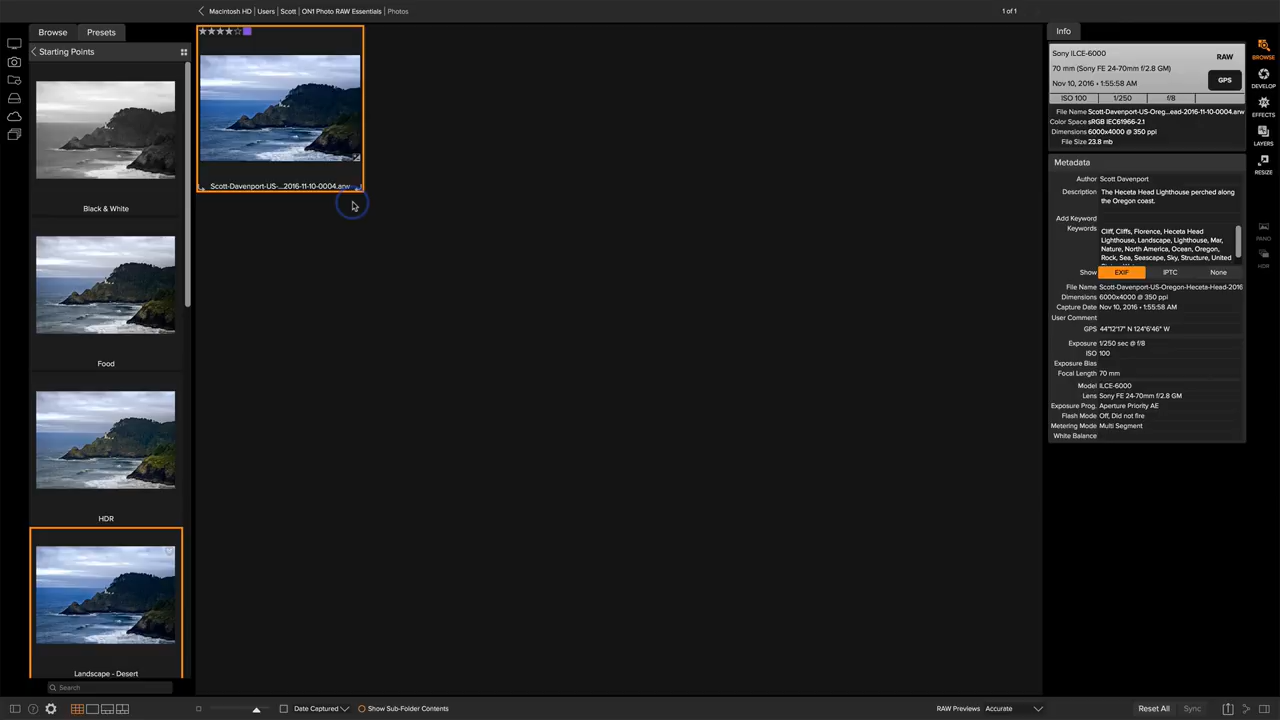 Macintosh HD Users Scott ON1 Photo RAW Essentials Photos
1 of 1
Browse Presets
Starting Points
Black & White
Food
HDR
Landscape - Desert
Search
Scott-Davenport-US-...2016-11-10-0004.arw
Date Captured
Show Sub-Folder Contents
RAW Previews Accurate
Reset All Sync
Info
Sony ILCE-6000
RAW
70 mm (Sony FE 24-70mm f/2.8 GM)
Nov 10, 2016 • 1:55:58 AM
GPS
ISO 100 1/250 f/8
File Name Scott-Davenport-US-Oreg...ead-2016-11-10-0004.arw
Color Space sRGB IEC61966-2.1
Dimensions 6000x4000 @ 350 ppi
File Size 23.8 mb
Metadata
Author Scott Davenport
Description The Heceta Head Lighthouse perched along
the Oregon coast.
Add Keyword
Keywords Cliff, Cliffs, Florence, Heceta Head
Lighthouse, Landscape, Lighthouse, Mar,
Nature, North America, Ocean, Oregon,
Rock, Sea, Seascape, Sky, Structure, United
Show EXIF IPTC None
File Name Scott-Davenport-US-Oregon-Heceta-Head-2016
Dimensions 6000x4000 @ 350 ppi
Capture Date Nov 10, 2016 • 1:55:58 AM
User Comment
GPS 44°12'17" N 124°6'46" W
Exposure 1/250 sec @ f/8
ISO 100
Exposure Bias
Focal Length 70 mm
Model ILCE-6000
Lens Sony FE 24-70mm f/2.8 GM
Exposure Prog. Aperture Priority AE
Flash Mode Off, Did not fire
Metering Mode Multi Segment
White Balance
BROWSE
DEVELOP
EFFECTS
LAYERS
RESIZE
PANO
HDR